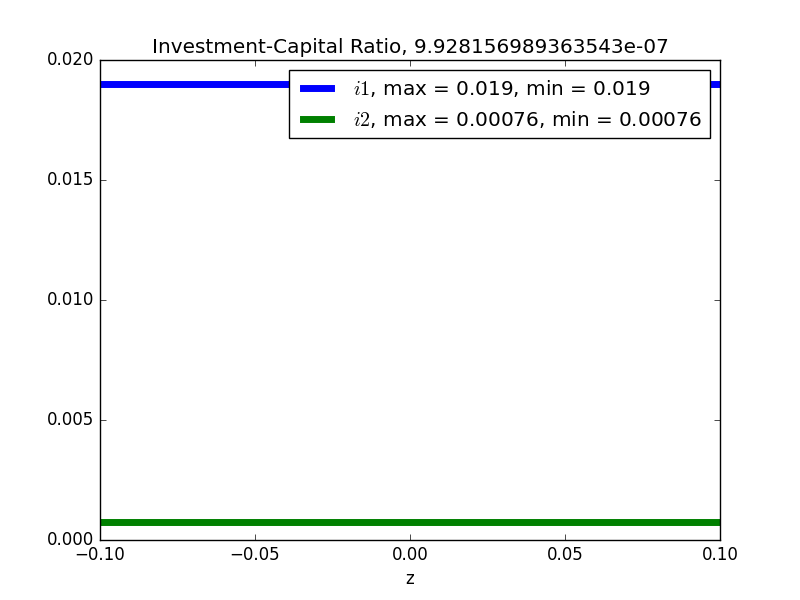 Investment-Capital Ratio, 9.928156989363543e-07
0.020
i1, max = 0.019, min = 0.019
i2, max = 0.00076, min = 0.00076
0.015
0.010
0.005
0.000
−0.10 −0.05 0.00 0.05 0.10
z